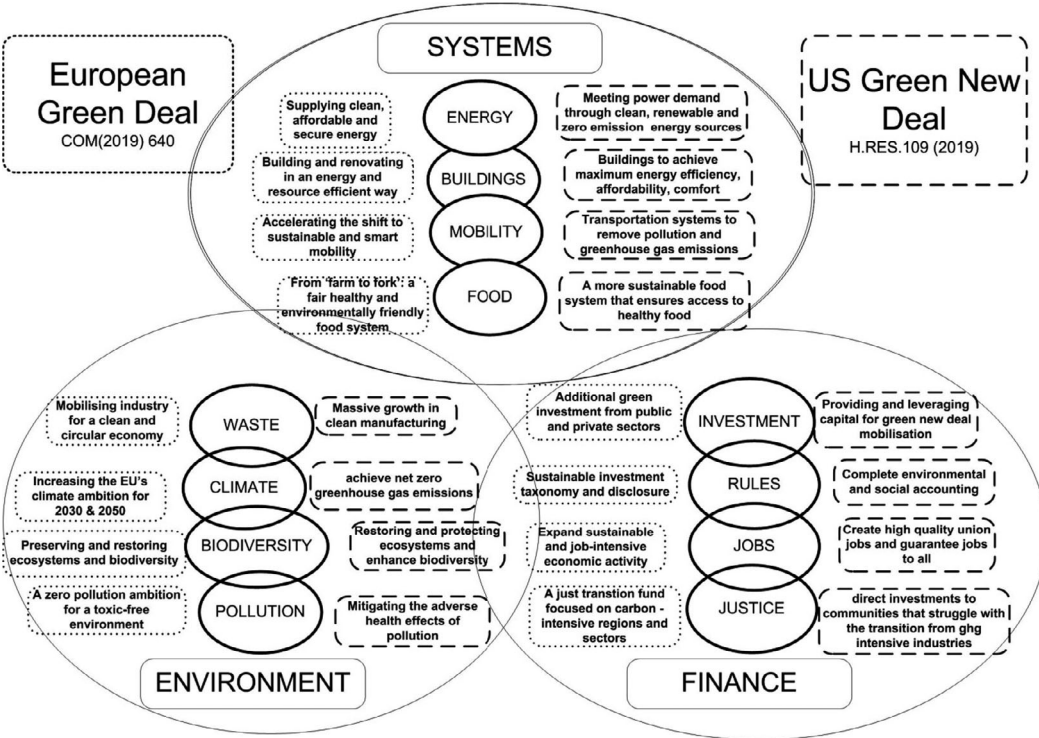 SYSTEMS
European
Green Deal
COM(2019) 640
US Green New
Deal
H.RES.109 (2019)
Supplying clean,
affordable and
secure energy
ENERGY
Meeting power demand
through clean, renewable and
zero emission energy sources
Building and renovating
in an energy and
resource efficient way
BUILDINGS
Buildings to achieve
maximum energy efficiency,
affordability, comfort
Accelerating the shift to
sustainable and smart
mobility
MOBILITY
Transportation systems to
remove pollution and
greenhouse gas emissions
From 'farm to fork': a
fair healthy and
environmentally friendly
food system
FOOD
A more sustainable food
system that ensures access to
healthy food
Mobilising industry
for a clean and
circular economy
WASTE
Massive growth in
clean manufacturing
Increasing the EU's
climate ambition for
2030 & 2050
CLIMATE
achieve net zero
greenhouse gas emissions
Preserving and restoring
ecosystems and biodiversity
BIODIVERSITY
Restoring and protecting
ecosystems and
enhance biodiversity
A zero pollution ambition
for a toxic-free
environment
POLLUTION
Mitigating the adverse
health effects of
pollution
ENVIRONMENT
Additional green
investment from public
and private sectors
INVESTMENT
Providing and leveraging
capital for green new deal
mobilisation
Sustainable investment
taxonomy and disclosure
RULES
Complete environmental
and social accounting
Expand sustainable
and job-intensive
economic activity
JOBS
Create high quality union
jobs and guarantee jobs
to all
A just transtion fund
focused on carbon -
intensive regions and
sectors
JUSTICE
direct investments to
communities that struggle with
the transition from ghg
intensive industries
FINANCE